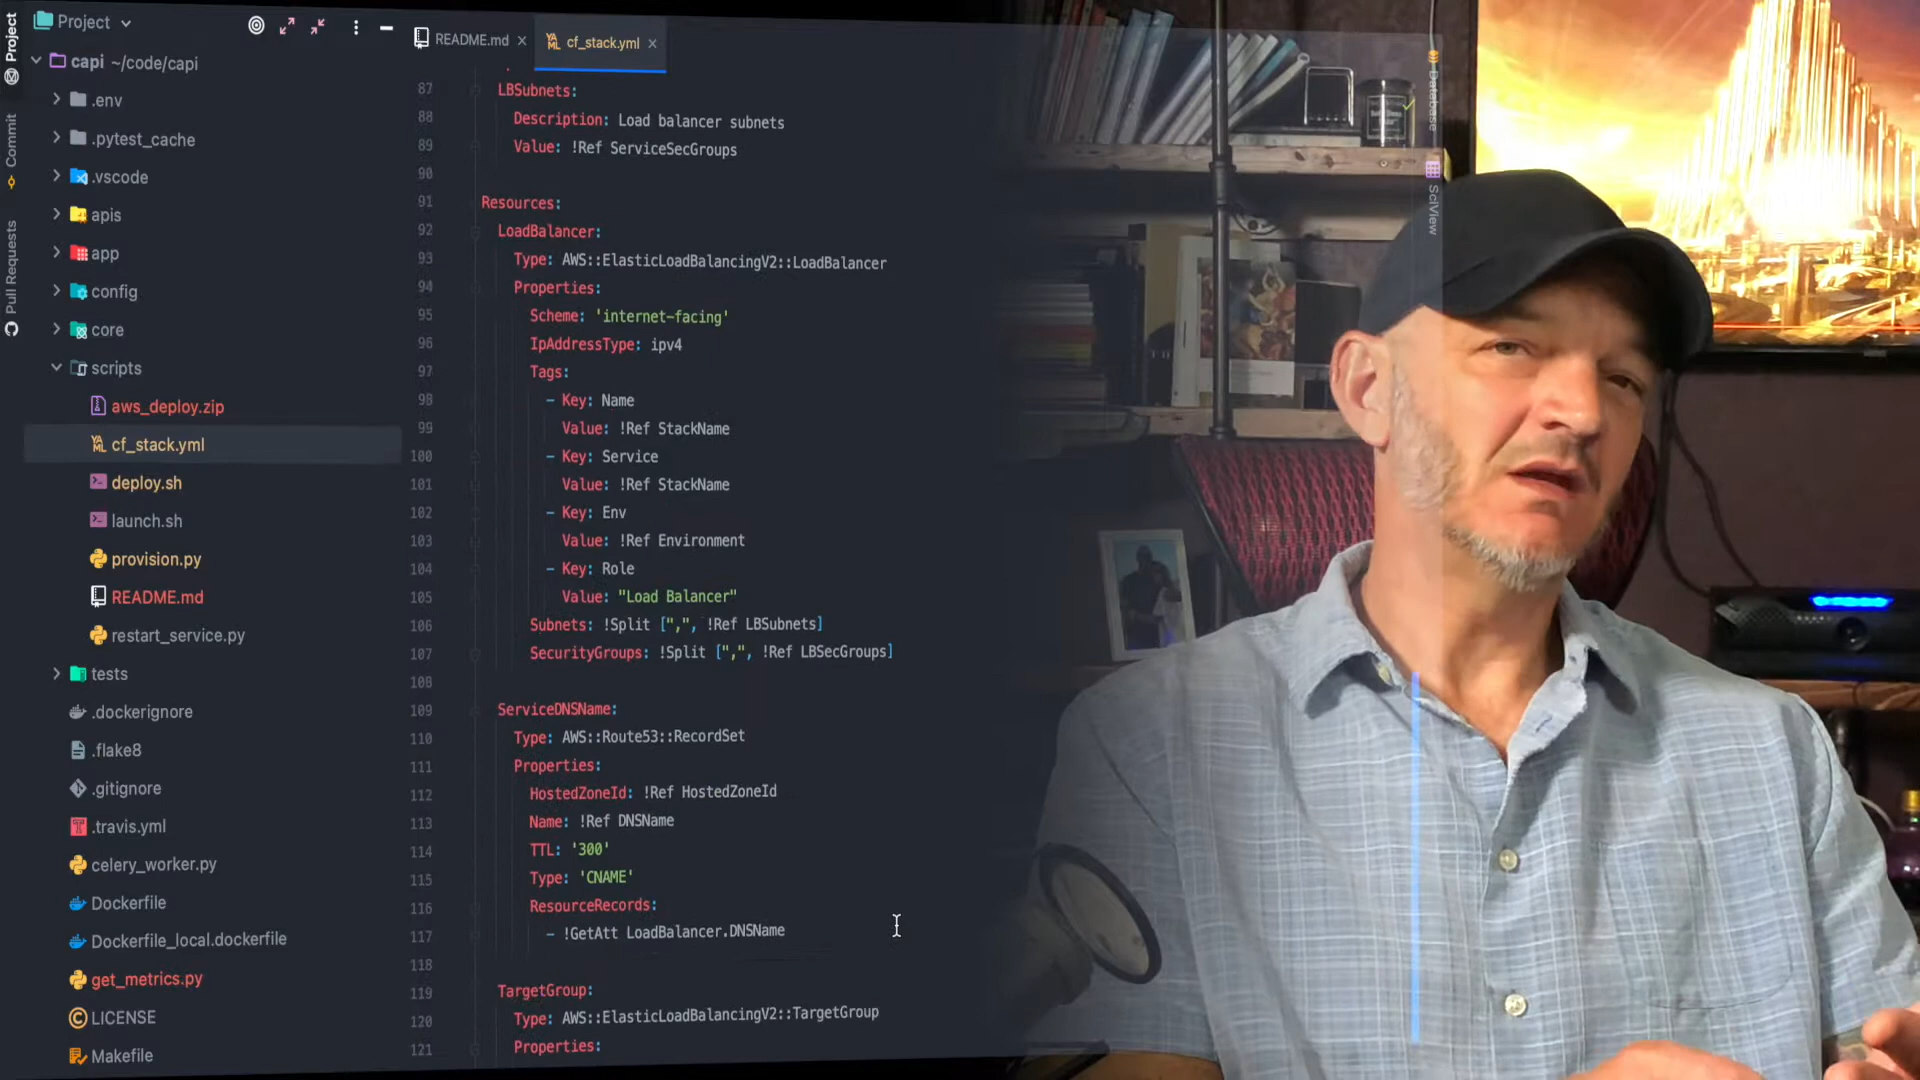 Project
Commit
Pull Requests
Project
capi ~/code/capi
.env
.pytest_cache
.vscode
apis
app
config
core
scripts
aws_deploy.zip
cf_stack.yml
deploy.sh
launch.sh
provision.py
README.md
restart_service.py
tests
.dockerignore
.flake8
.gitignore
.travis.yml
celery_worker.py
Dockerfile
Dockerfile_local.dockerfile
get_metrics.py
LICENSE
Makefile
README.md
cf_stack.yml
87 LBSubnets:
88 Description: Load balancer subnets
89 Value: !Ref ServiceSecGroups
90
91 Resources:
92 LoadBalancer:
93 Type: AWS::ElasticLoadBalancingV2::LoadBalancer
94 Properties:
95 Scheme: 'internet-facing'
96 IpAddressType: ipv4
97 Tags:
98 - Key: Name
99 Value: !Ref StackName
100 - Key: Service
101 Value: !Ref StackName
102 - Key: Env
103 Value: !Ref Environment
104 - Key: Role
105 Value: "Load Balancer"
106 Subnets: !Split [",", !Ref LBSubnets]
107 SecurityGroups: !Split [",", !Ref LBSecGroups]
108
109 ServiceDNSName:
110 Type: AWS::Route53::RecordSet
111 Properties:
112 HostedZoneId: !Ref HostedZoneId
113 Name: !Ref DNSName
114 TTL: '300'
115 Type: 'CNAME'
116 ResourceRecords:
117 - !GetAtt LoadBalancer.DNSName
118
119 TargetGroup:
120 Type: AWS::ElasticLoadBalancingV2::TargetGroup
121 Properties:
Database
SciView